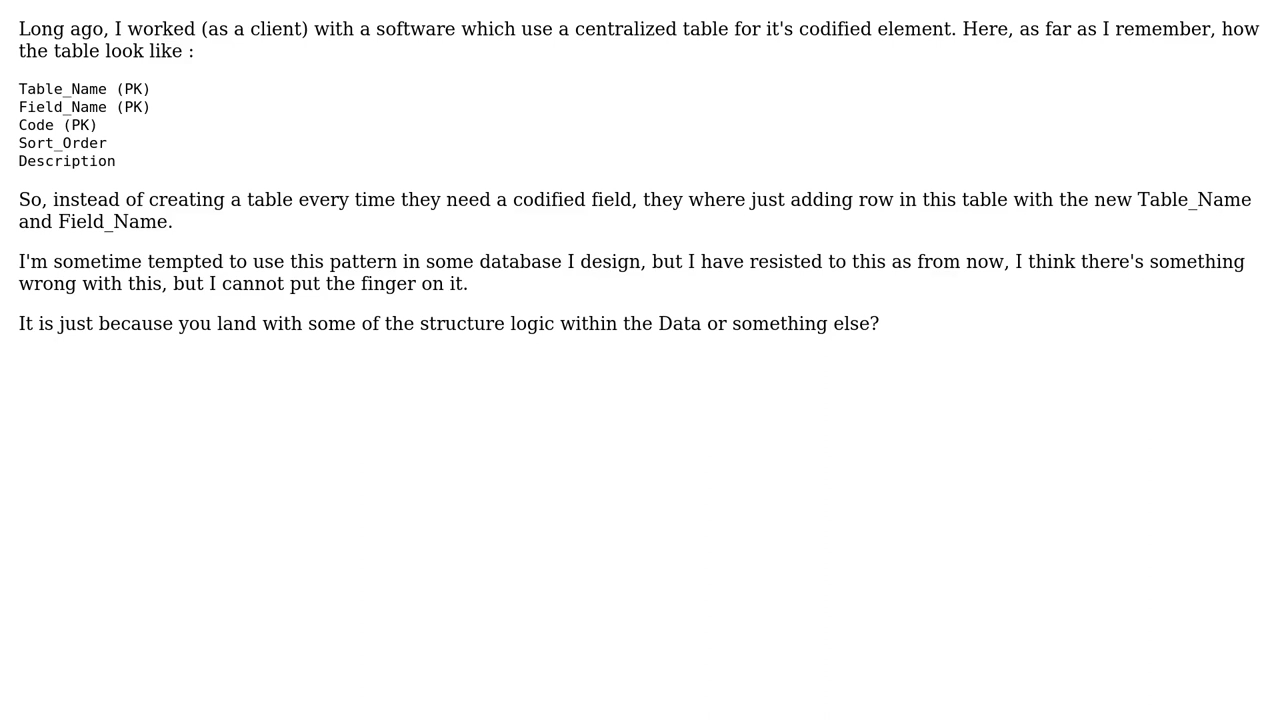 Long ago, I worked (as a client) with a software which use a centralized table for it's codified element. Here, as far as I remember, how
the table look like :
Table_Name (PK)
Field_Name (PK)
Code (PK)
Sort_Order
Description
So, instead of creating a table every time they need a codified field, they where just adding row in this table with the new Table_Name
and Field_Name.
I'm sometime tempted to use this pattern in some database I design, but I have resisted to this as from now, I think there's something
wrong with this, but I cannot put the finger on it.
It is just because you land with some of the structure logic within the Data or something else?